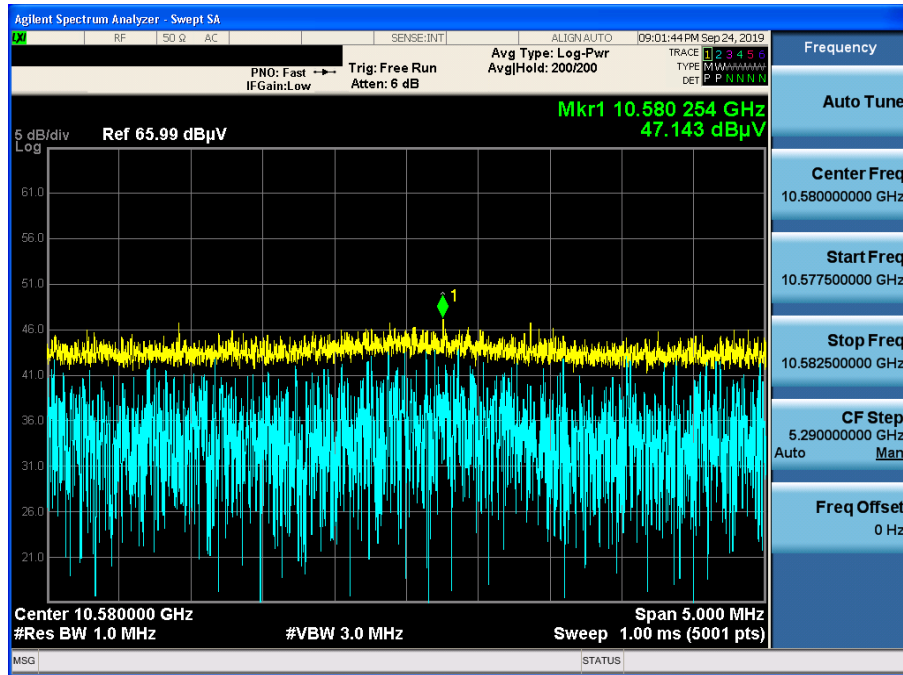 Agilent Spectrum Analyzer - Swept SA
LXI RF 50 Ω AC SENSE:INT ALIGN AUTO 09:01:44 PM Sep 24, 2019
Frequency
PNO: Fast
IFGain:Low
Trig: Free Run
Atten: 6 dB
Avg Type: Log-Pwr
Avg|Hold: 200/200
TRACE 1 2 3 4 5 6
TYPE MWWWWW
DET P P N N N N
Auto Tune
Mkr1 10.580 254 GHz
47.143 dBµV
5 dB/div Ref 65.99 dBµV
Log
61.0
56.0
51.0
46.0
41.0
36.0
31.0
26.0
21.0
1
Center Freq
10.580000000 GHz
Start Freq
10.577500000 GHz
Stop Freq
10.582500000 GHz
CF Step
5.290000000 GHz
Auto Man
Freq Offset
0 Hz
Center 10.580000 GHz Span 5.000 MHz
#Res BW 1.0 MHz #VBW 3.0 MHz Sweep 1.00 ms (5001 pts)
MSG STATUS